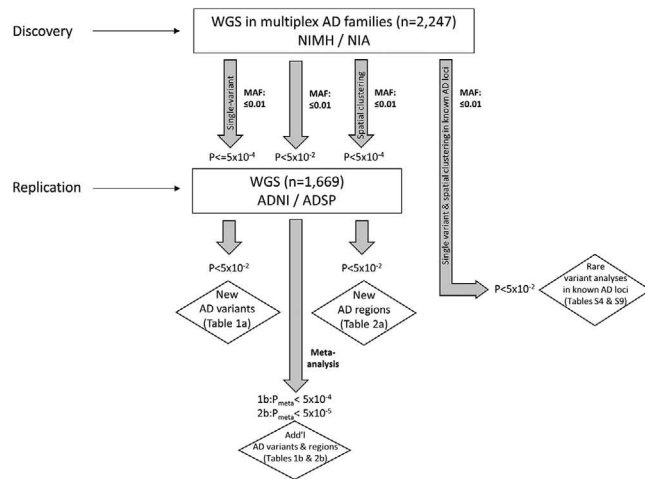 Discovery
WGS in multiplex AD families (n=2,247)
NIMH / NIA
Single-variant
MAF:
≤0.01
MAF:
≤0.01
Spatial clustering
MAF:
≤0.01
Single variant & spatial clustering in known AD loci
MAF:
≤0.01
P<=5x10⁻⁴
P<5x10⁻²
P<5x10⁻⁴
Replication
WGS (n=1,669)
ADNI / ADSP
P<5x10⁻²
P<5x10⁻²
P<5x10⁻²
Rare
variant analyses
in known AD loci
(Tables S4 & S9)
New
AD variants
(Table 1a)
New
AD regions
(Table 2a)
Meta-
analysis
1b:Pmeta< 5x10⁻⁴
2b:Pmeta< 5x10⁻⁵
Add'l
AD variants & regions
(Tables 1b & 2b)